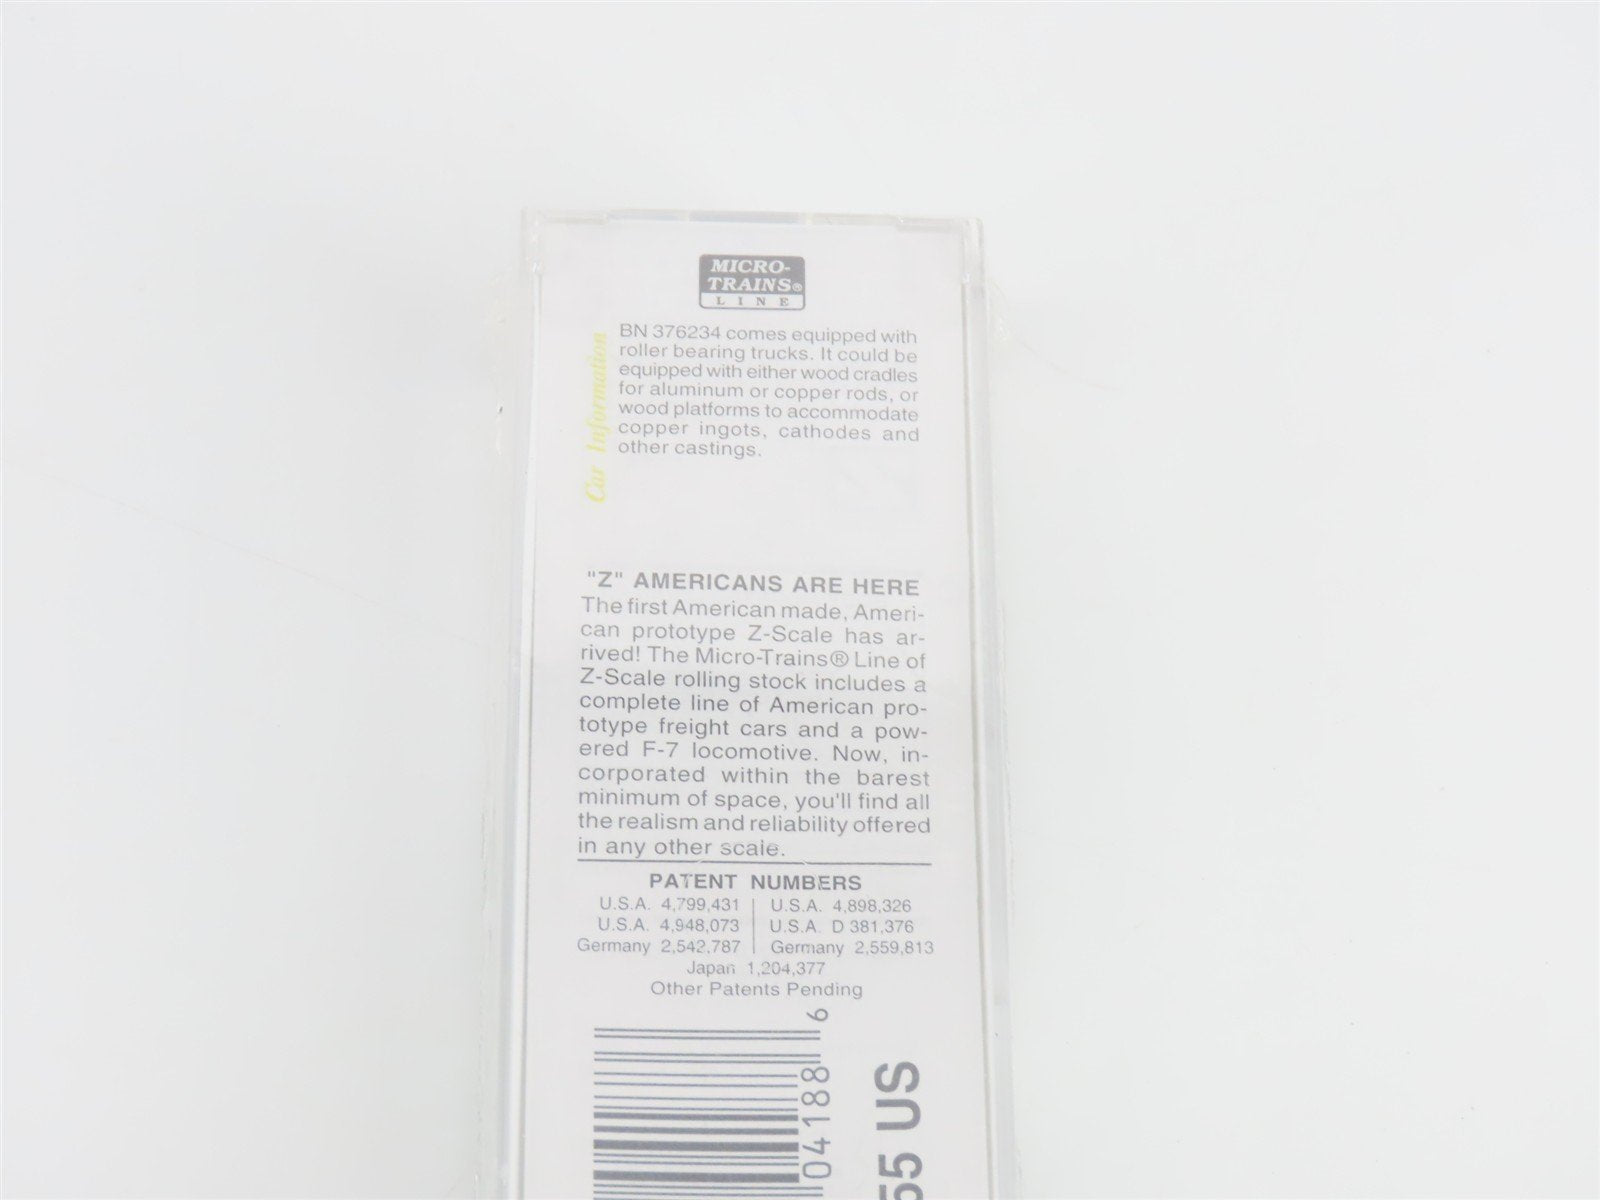 MICRO-
TRAINS®
LINE
Car Information
BN 376234 comes equipped with
roller bearing trucks. It could be
equipped with either wood cradles
for aluminum or copper rods, or
wood platforms to accommodate
copper ingots, cathodes and
other castings.
"Z" AMERICANS ARE HERE
The first American made, Ameri-
can prototype Z-Scale has ar-
rived! The Micro-Trains® Line of
Z-Scale rolling stock includes a
complete line of American pro-
totype freight cars and a pow-
ered F-7 locomotive. Now, in-
corporated within the barest
minimum of space, you'll find all
the realism and reliability offered
in any other scale.
PATENT NUMBERS
U.S.A. 4,799,431 | U.S.A. 4,898,326
U.S.A. 4,948,073 | U.S.A. D 381,376
Germany 2,542,787 | Germany 2,559,813
Japan 1,204,377
Other Patents Pending
04188 6
55 US